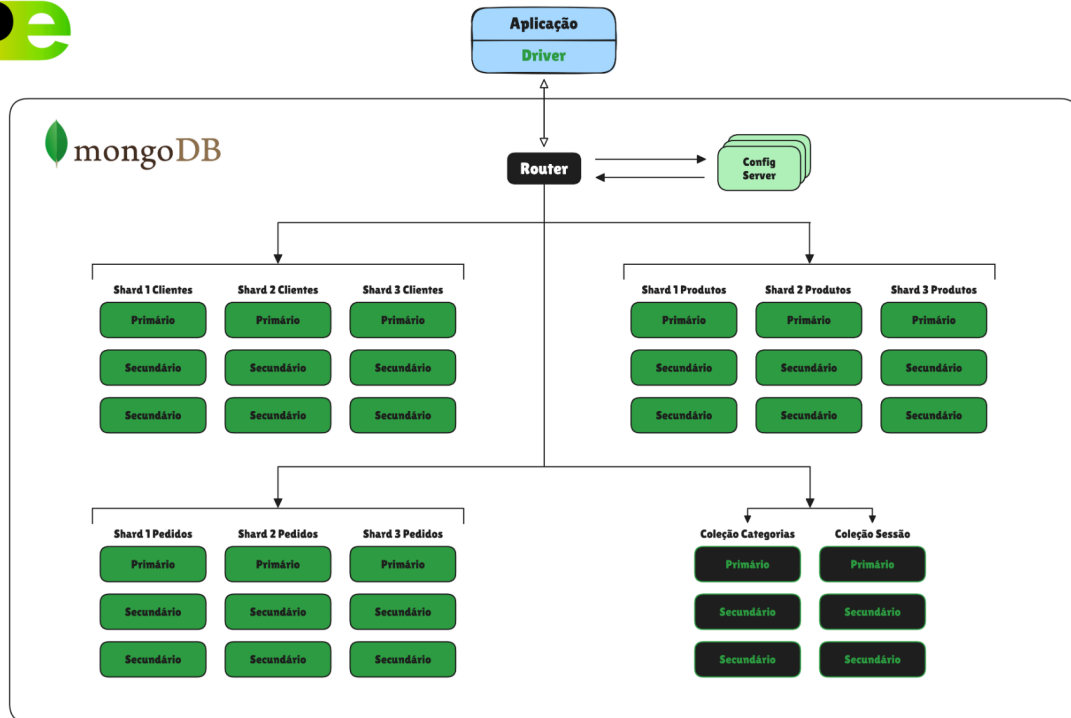 e
Aplicação
Driver
mongoDB
Router
Config
Server
Shard 1 Clientes
Shard 2 Clientes
Shard 3 Clientes
Primário
Primário
Primário
Secundário
Secundário
Secundário
Secundário
Secundário
Secundário
Shard 1 Produtos
Shard 2 Produtos
Shard 3 Produtos
Primário
Primário
Primário
Secundário
Secundário
Secundário
Secundário
Secundário
Secundário
Shard 1 Pedidos
Shard 2 Pedidos
Shard 3 Pedidos
Primário
Primário
Primário
Secundário
Secundário
Secundário
Secundário
Secundário
Secundário
Coleção Categorias
Coleção Sessão
Primário
Primário
Secundário
Secundário
Secundário
Secundário